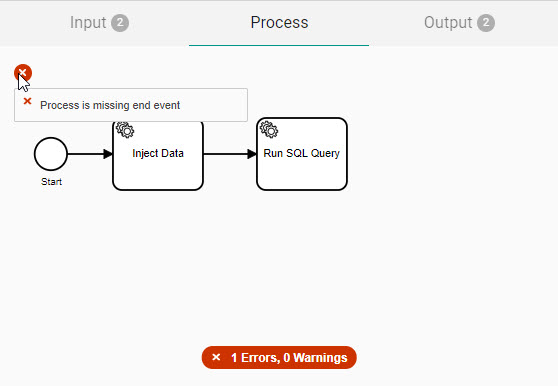 Input 2
Process
Output 2
Process is missing end event
Inject Data
Run SQL Query
Start
1 Errors, 0 Warnings